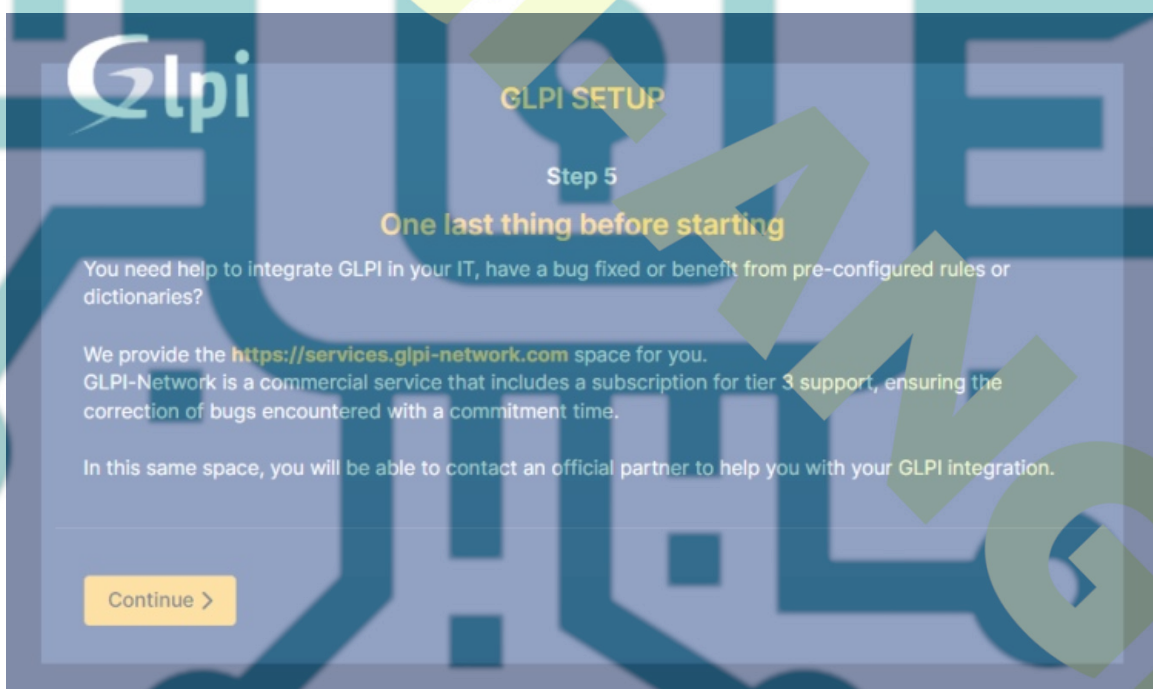 Glpi
GLPI SETUP
Step 5
One last thing before starting
You need help to integrate GLPI in your IT, have a bug fixed or benefit from pre-configured rules or
dictionaries?
We provide the https://services.glpi-network.com space for you.
GLPI-Network is a commercial service that includes a subscription for tier 3 support, ensuring the
correction of bugs encountered with a commitment time.
In this same space, you will be able to contact an official partner to help you with your GLPI integration.
Continue >